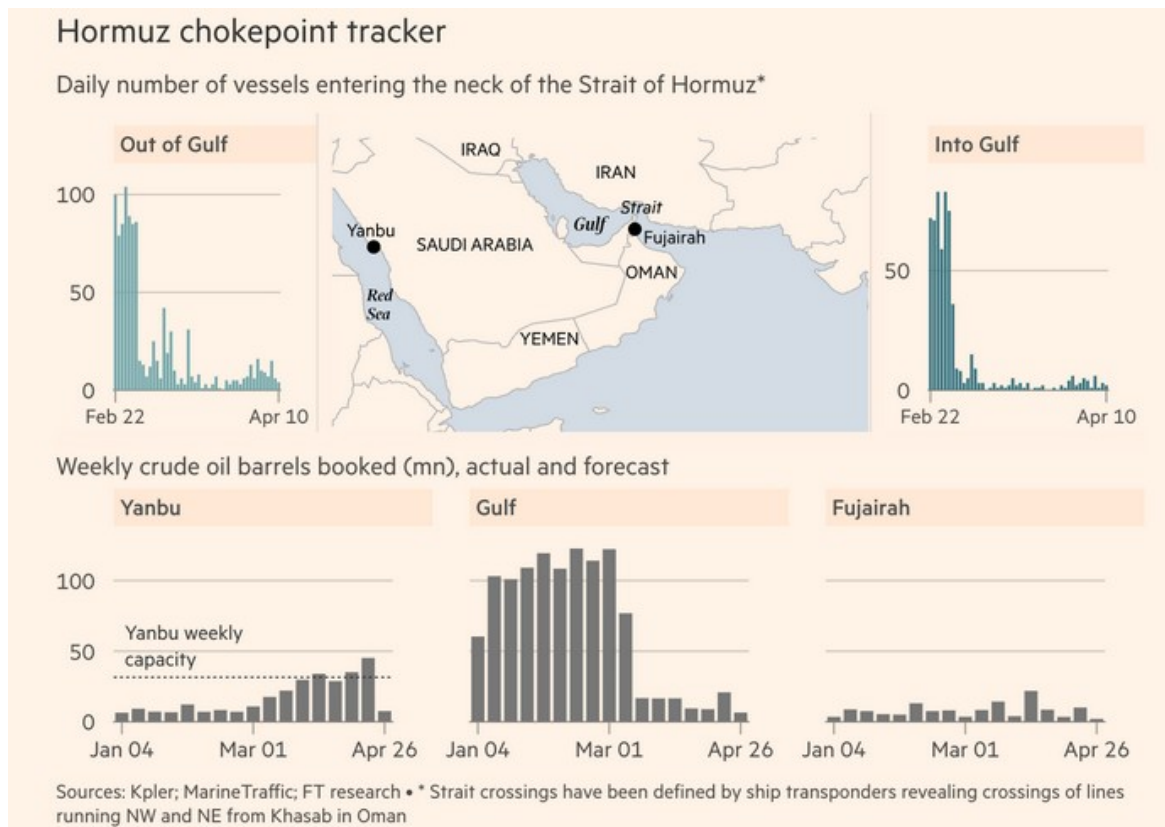 Hormuz chokepoint tracker
Daily number of vessels entering the neck of the Strait of Hormuz*
Out of Gulf
100
50
0
Feb 22
Apr 10
IRAQ
IRAN
Strait
Gulf
Fujairah
Yanbu
SAUDI ARABIA
OMAN
Red
Sea
YEMEN
Into Gulf
50
0
Feb 22
Apr 10
Weekly crude oil barrels booked (mn), actual and forecast
Yanbu
Gulf
Fujairah
100
50
0
Yanbu weekly
capacity
Jan 04
Mar 01
Apr 26
Jan 04
Mar 01
Apr 26
Jan 04
Mar 01
Apr 26
Sources: Kpler; MarineTraffic; FT research • * Strait crossings have been defined by ship transponders revealing crossings of lines
running NW and NE from Khasab in Oman